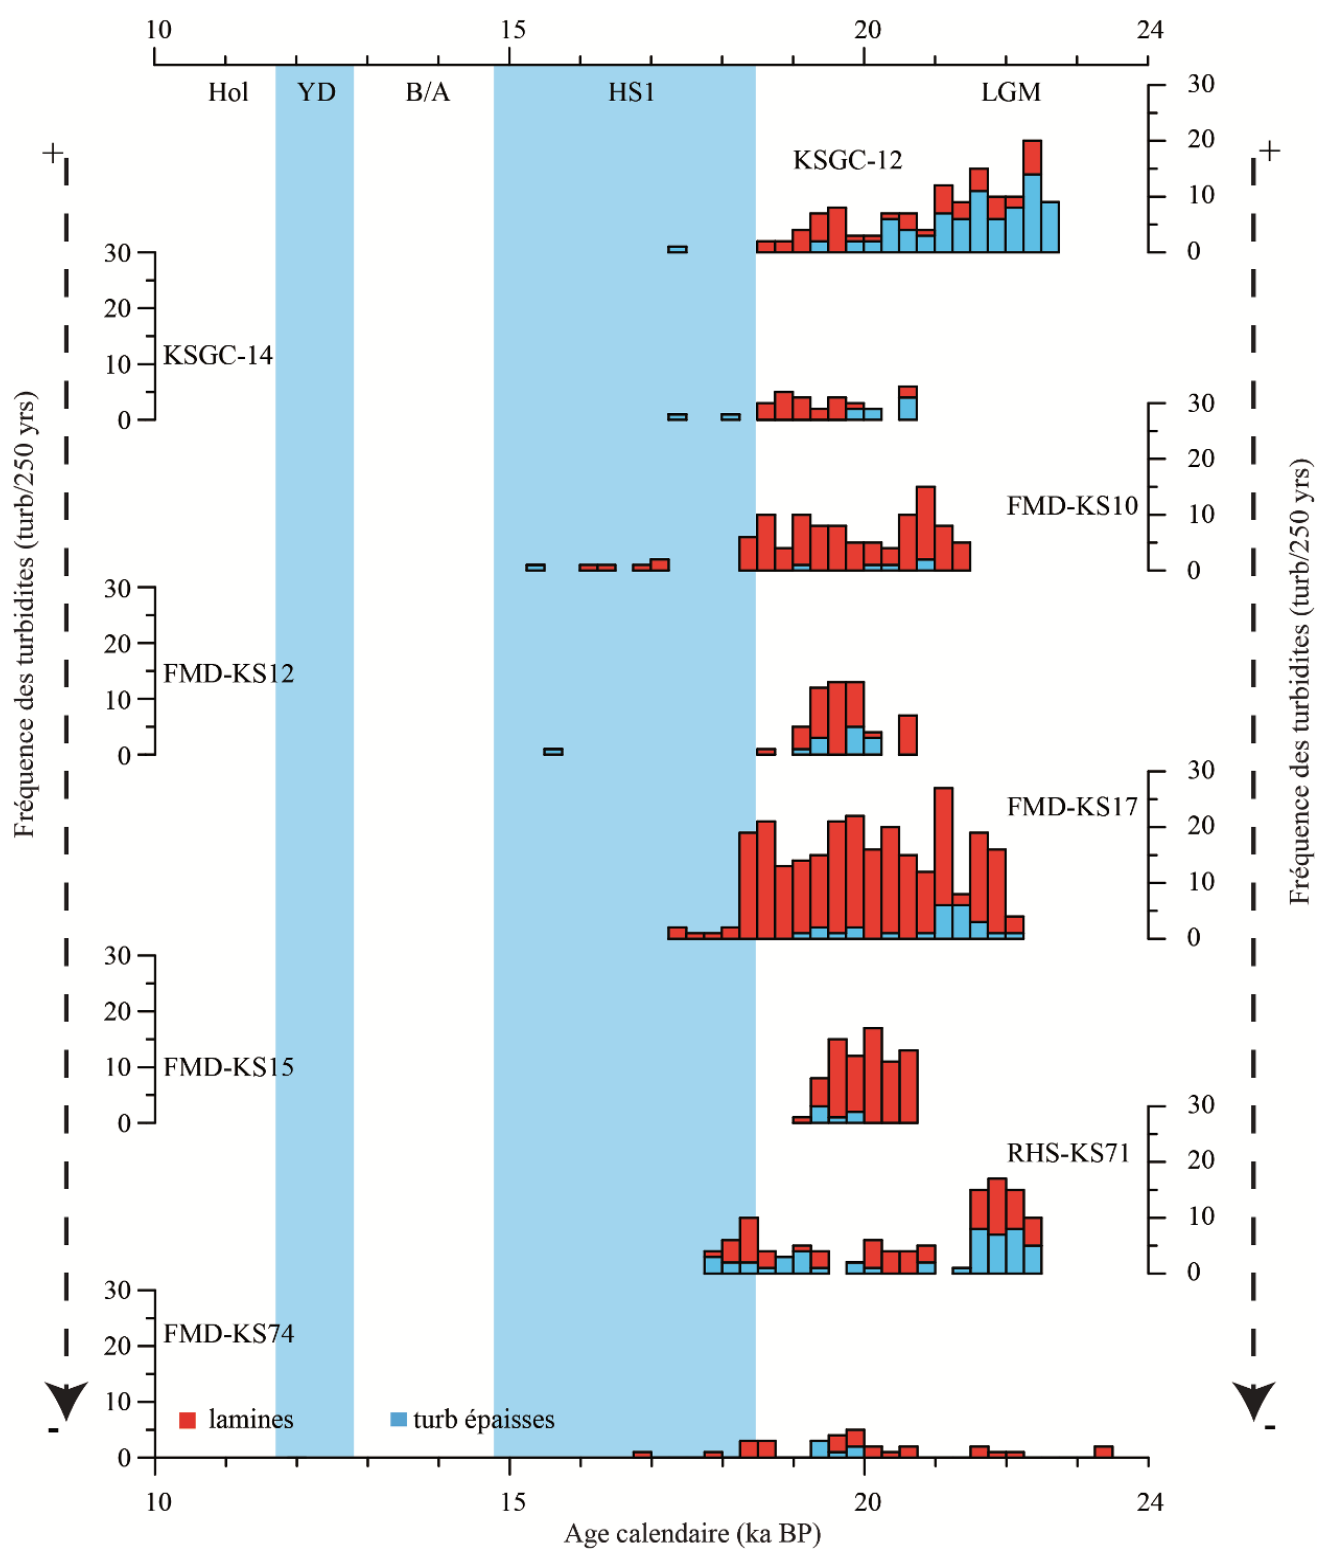 10 15 20 24
Hol YD B/A HS1 LGM
30
20
10
0
KSGC-12
+
+
30
20
10
0
KSGC-14
30
20
10
0
FMD-KS10
30
20
10
0
FMD-KS12
30
20
10
0
FMD-KS17
30
20
10
0
FMD-KS15
30
20
10
0
RHS-KS71
30
20
10
0
FMD-KS74
lamines turb épaisses
-
-
10 15 20 24
Age calendaire (ka BP)
Fréquence des turbidites (turb/250 yrs)
Fréquence des turbidites (turb/250 yrs)